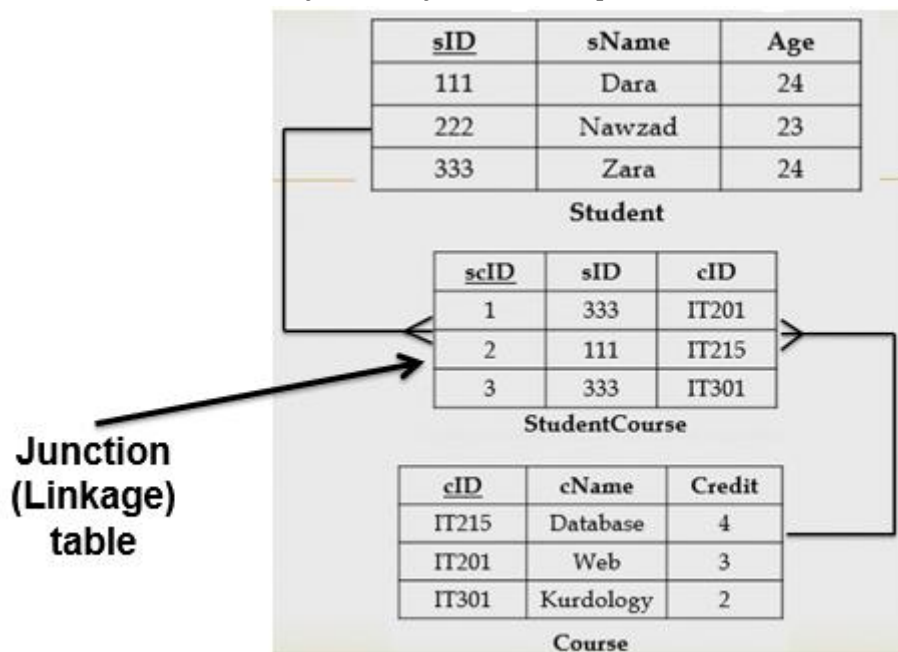 sID sName Age
111 Dara 24
222 Nawzad 23
333 Zara 24
Student
scID sID cID
1 333 IT201
2 111 IT215
3 333 IT301
StudentCourse
Junction
(Linkage)
table
cID cName Credit
IT215 Database 4
IT201 Web 3
IT301 Kurdology 2
Course